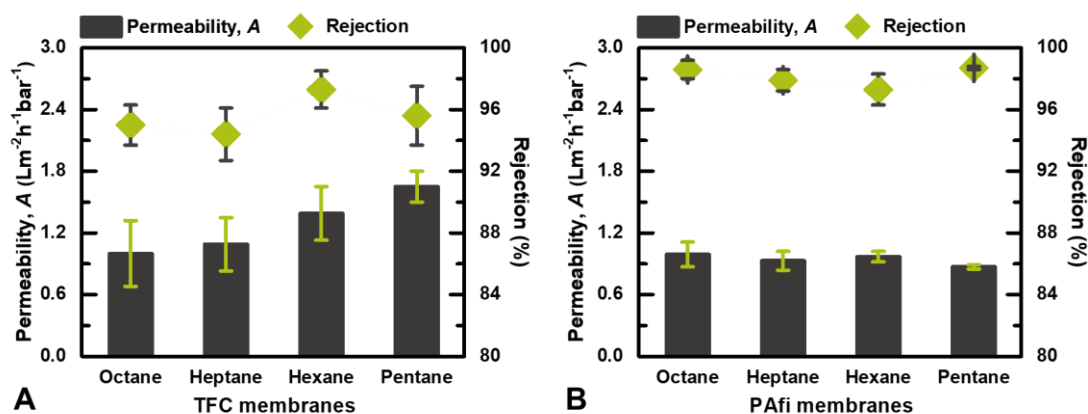 Permeability, A Rejection
3.0
2.4
1.8
1.2
0.6
0.0
Permeability, A (Lm⁻²h⁻¹bar⁻¹)
100
96
92
88
84
80
Rejection (%)
Octane Heptane Hexane Pentane
TFC membranes
A
Permeability, A Rejection
3.0
2.4
1.8
1.2
0.6
0.0
Permeability, A (Lm⁻²h⁻¹bar⁻¹)
100
96
92
88
84
80
Rejection (%)
Octane Heptane Hexane Pentane
PAfi membranes
B